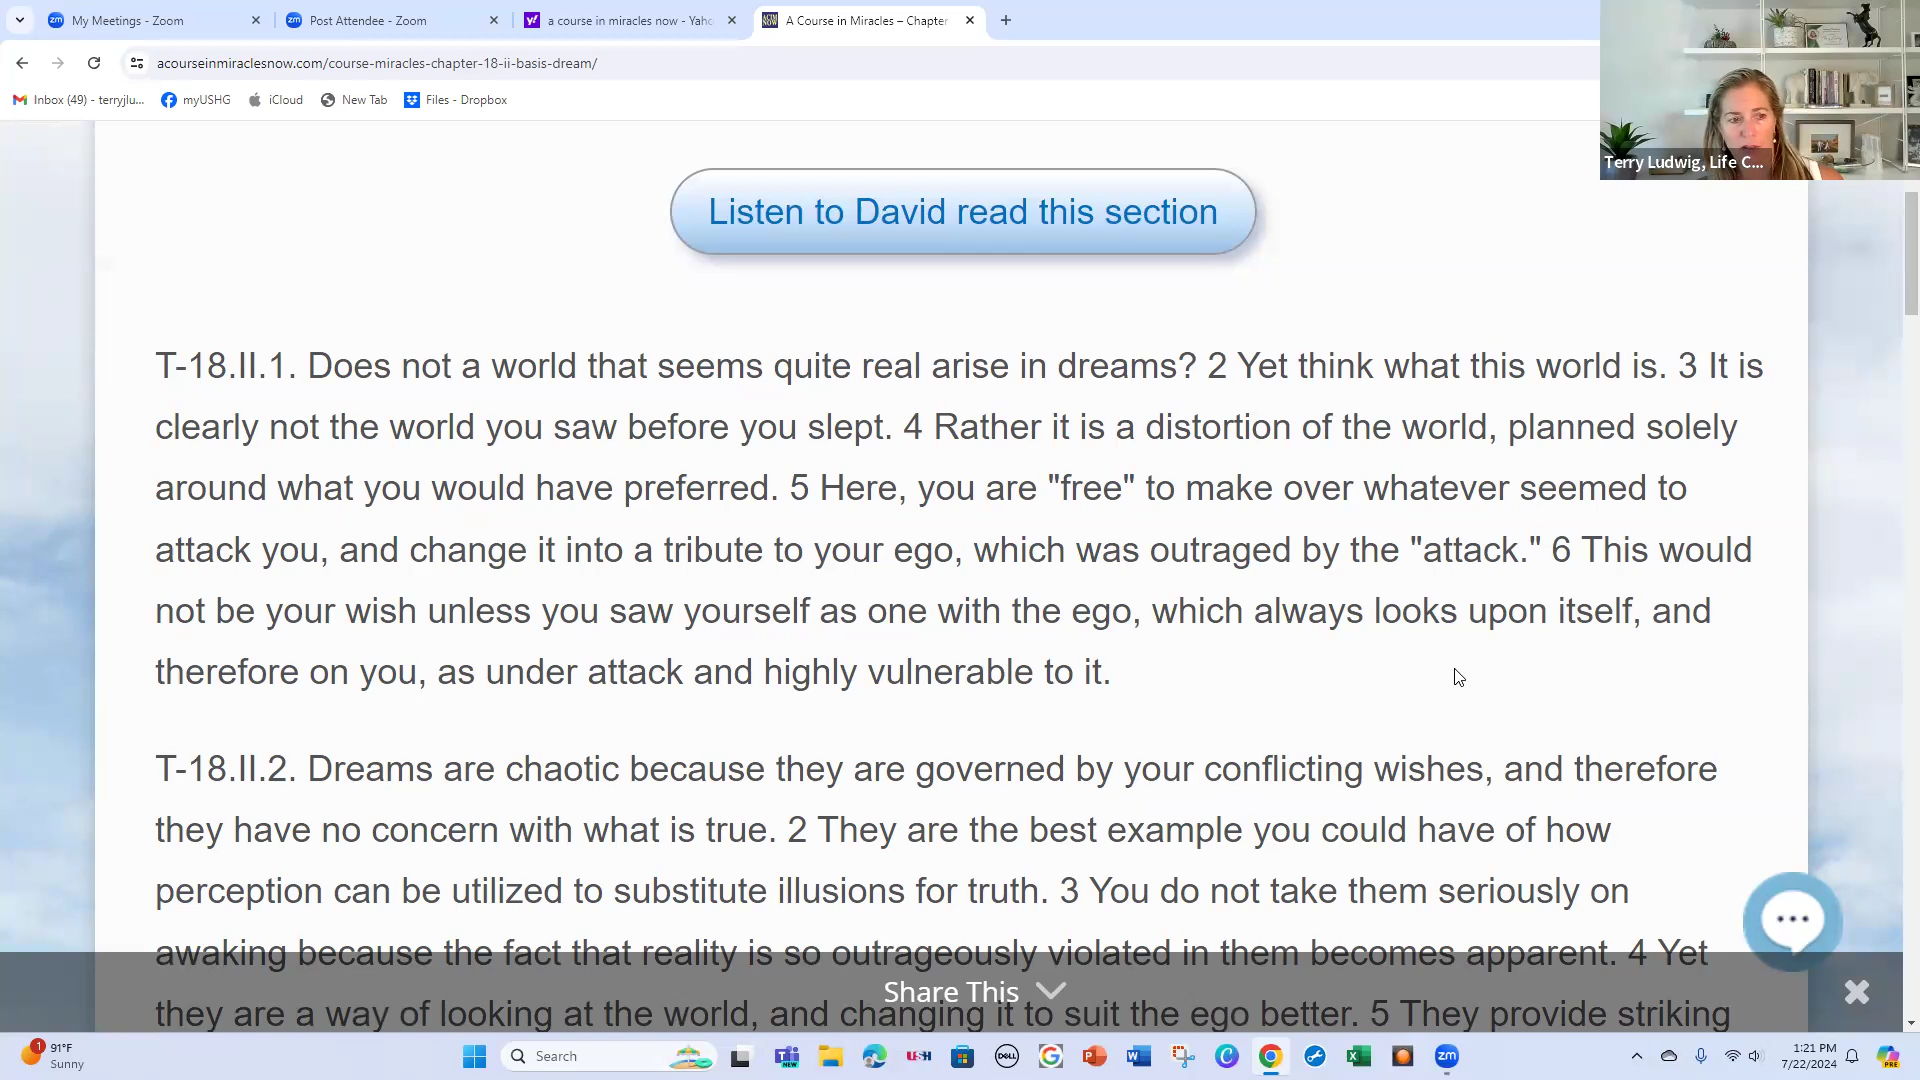 My Meetings - Zoom
Post Attendee - Zoom
a course in miracles now - Yaho
A Course in Miracles – Chapter
acourseinmiraclesnow.com/course-miracles-chapter-18-ii-basis-dream/
Inbox (49) - terryjlu...
myUSHG
iCloud
New Tab
Files - Dropbox
Terry Ludwig, Life C...
Listen to David read this section
T-18.II.1. Does not a world that seems quite real arise in dreams? 2 Yet think what this world is. 3 It is
clearly not the world you saw before you slept. 4 Rather it is a distortion of the world, planned solely
around what you would have preferred. 5 Here, you are "free" to make over whatever seemed to
attack you, and change it into a tribute to your ego, which was outraged by the "attack." 6 This would
not be your wish unless you saw yourself as one with the ego, which always looks upon itself, and
therefore on you, as under attack and highly vulnerable to it.
T-18.II.2. Dreams are chaotic because they are governed by your conflicting wishes, and therefore
they have no concern with what is true. 2 They are the best example you could have of how
perception can be utilized to substitute illusions for truth. 3 You do not take them seriously on
awaking because the fact that reality is so outrageously violated in them becomes apparent. 4 Yet
they are a way of looking at the world, and changing it to suit the ego better. 5 They provide striking
Share This
1
91°F
Sunny
Search
NEW
USH
DELL
zm
1:21 PM
7/22/2024
PRE